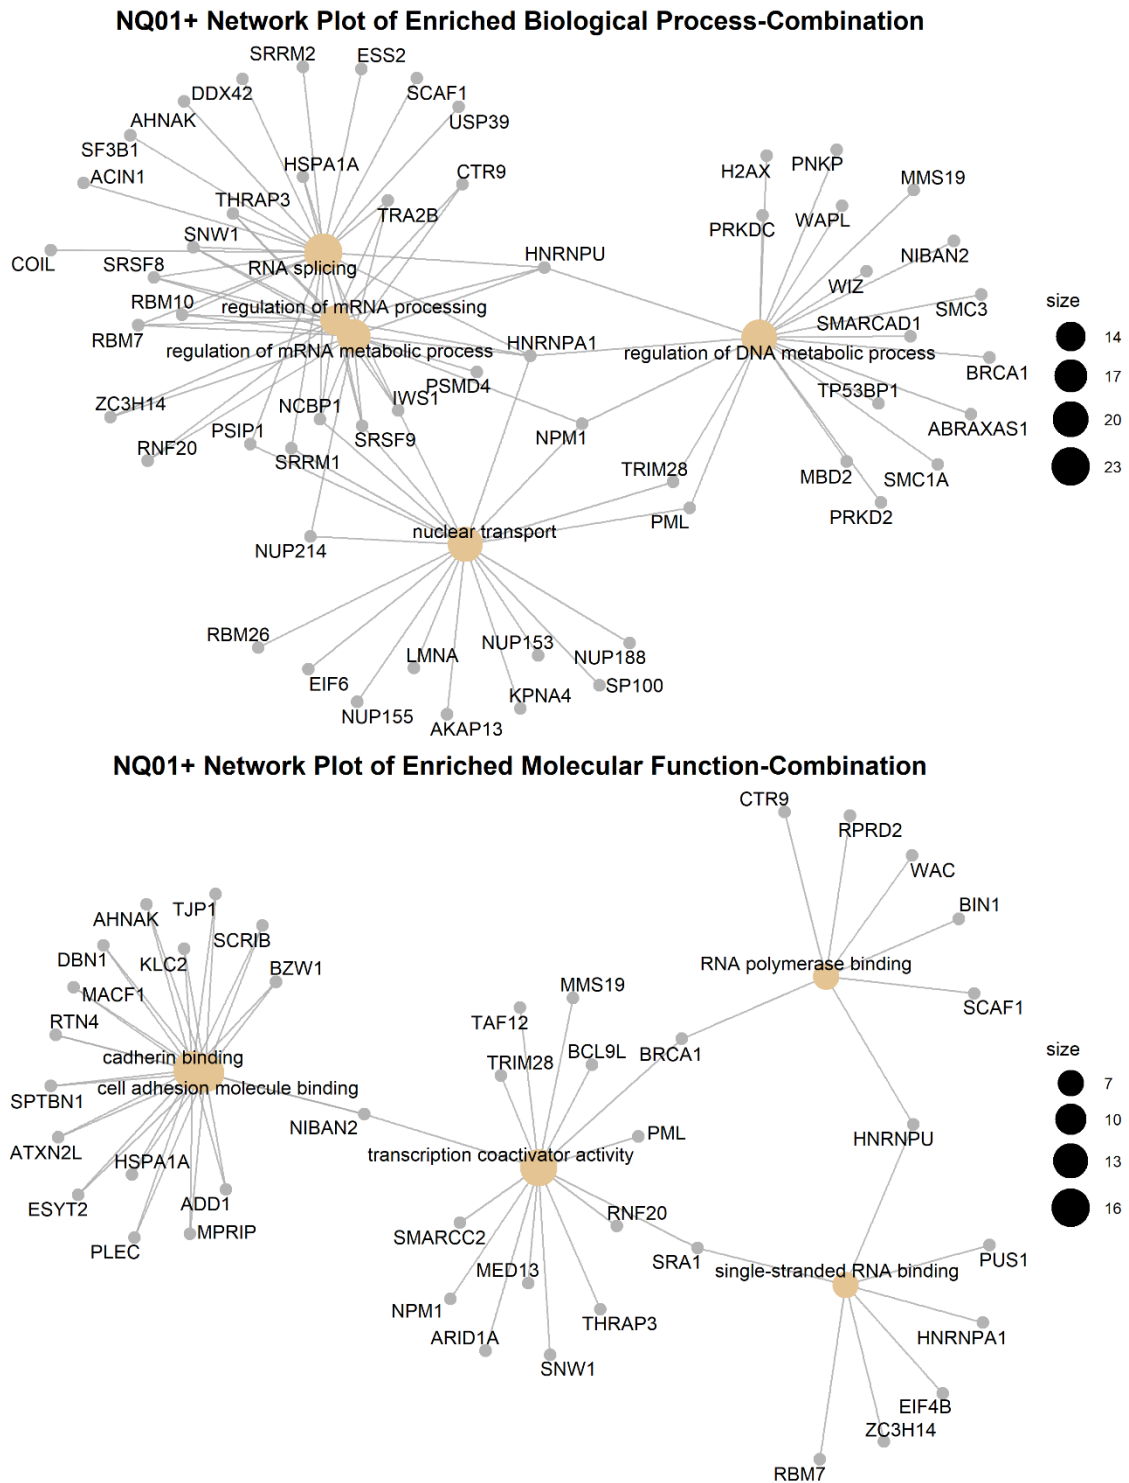 NQ01+ Network Plot of Enriched Biological Process-Combination
SRRM2
ESS2
DDX42
SCAF1
AHNAK
USP39
SF3B1
HSPA1A
CTR9
ACIN1
THRAP3
TRA2B
SNW1
COIL
RNA splicing
SRSF8
HNRNPU
RBM10
regulation of mRNA processing
RBM7
regulation of mRNA metabolic process
HNRNPA1
PSMD4
ZC3H14
NCBP1
IWS1
PSIP1
SRSF9
NPM1
RNF20
SRRM1
TRIM28
PML
nuclear transport
NUP214
H2AX
PNKP
MMS19
PRKDC
WAPL
NIBAN2
WIZ
SMC3
SMARCAD1
regulation of DNA metabolic process
BRCA1
TP53BP1
ABRAXAS1
MBD2
SMC1A
PRKD2
RBM26
LMNA
NUP153
NUP188
EIF6
KPNA4
SP100
NUP155
AKAP13
size
14
17
20
23
NQ01+ Network Plot of Enriched Molecular Function-Combination
CTR9
RPRD2
WAC
BIN1
RNA polymerase binding
SCAF1
AHNAK
TJP1
SCRIB
DBN1
KLC2
BZW1
MACF1
RTN4
cadherin binding
cell adhesion molecule binding
SPTBN1
NIBAN2
ATXN2L
HSPA1A
ESYT2
ADD1
PLEC
MPRIP
MMS19
TAF12
TRIM28
BCL9L
BRCA1
PML
transcription coactivator activity
HNRNPU
SMARCC2
RNF20
SRA1
MED13
NPM1
THRAP3
ARID1A
SNW1
single-stranded RNA binding
PUS1
HNRNPA1
EIF4B
ZC3H14
RBM7
size
7
10
13
16